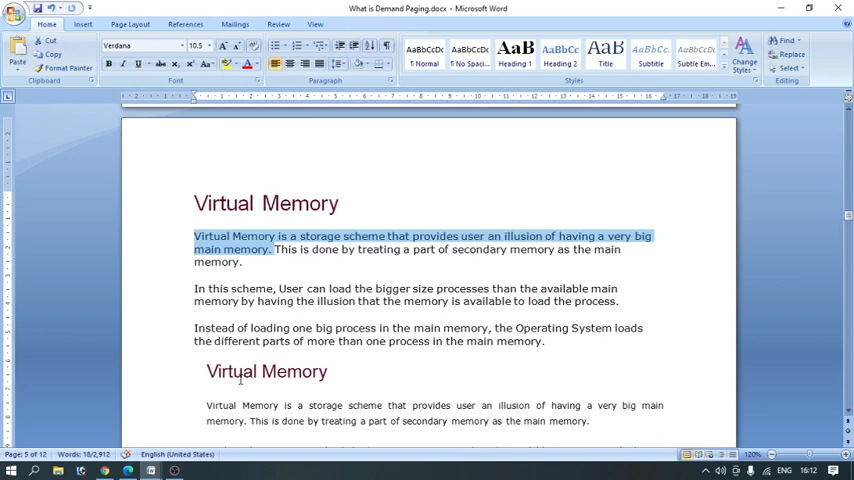 What is Demand Paging.docx - Microsoft Word
Home Insert Page Layout References Mailings Review View
Paste
Cut
Copy
Format Painter
Clipboard
Verdana 10.5
Font
Paragraph
AaBbCcDc AaBbCcDc AaBb AaBbCc AaBb AaBbCc AaBbCcDc
¶ Normal ¶ No Spaci... Heading 1 Heading 2 Title Subtitle Subtle Em...
Styles
Change
Styles
Find
Replace
Select
Editing
Virtual Memory
Virtual Memory is a storage scheme that provides user an illusion of having a very big
main memory. This is done by treating a part of secondary memory as the main
memory.
In this scheme, User can load the bigger size processes than the available main
memory by having the illusion that the memory is available to load the process.
Instead of loading one big process in the main memory, the Operating System loads
the different parts of more than one process in the main memory.
Virtual Memory
Virtual Memory is a storage scheme that provides user an illusion of having a very big main
memory. This is done by treating a part of secondary memory as the main memory.
Page: 5 of 12 Words: 18/2,912 English (United States) 120%
ENG 16:12